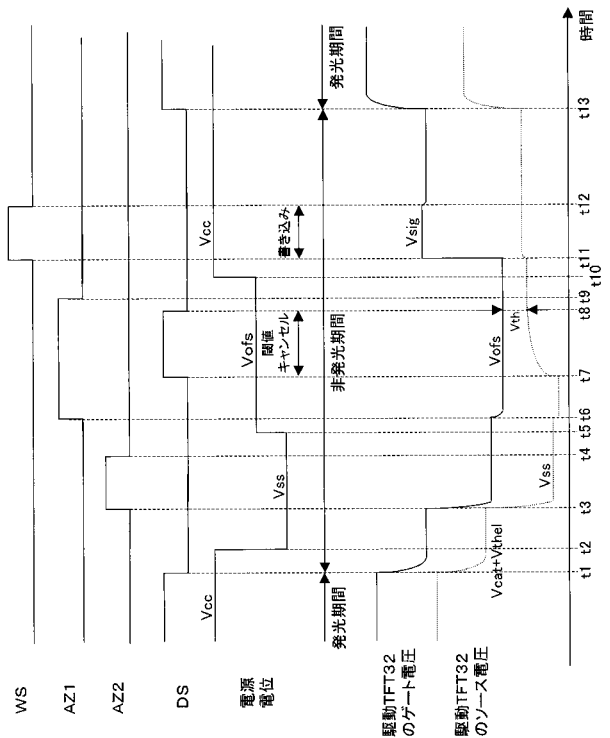 WS
AZ1
AZ2
DS
電源
電位
Vcc
Vss
Vofs
Vcc
閾値
キャンセル
書き込み
発光期間
非発光期間
発光期間
駆動TFT32
のゲート電圧
Vofs
Vsig
駆動TFT32
のソース電圧
Vcat+Vthel
Vss
Vth
t1
t2
t3
t4
t5
t6
t7
t8
t9
t10
t11
t12
t13
時間